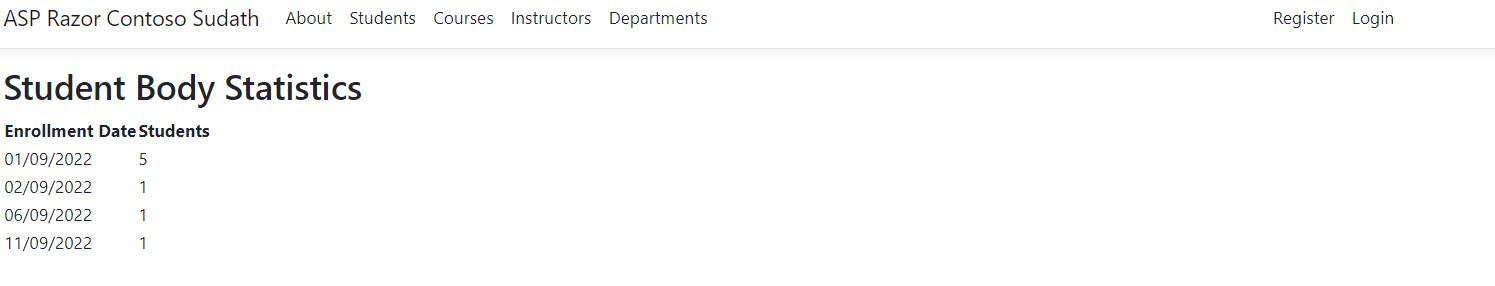 ASP Razor Contoso Sudath About Students Courses Instructors Departments Register Login
Student Body Statistics
Enrollment Date Students
01/09/2022 5
02/09/2022 1
06/09/2022 1
11/09/2022 1